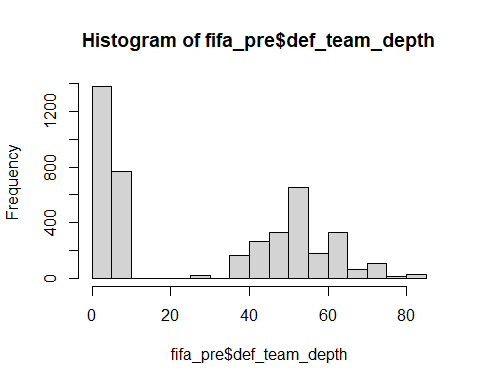 Histogram of fifa_pre$def_team_depth
Frequency
1200
800
400
0
0 20 40 60 80
fifa_pre$def_team_depth